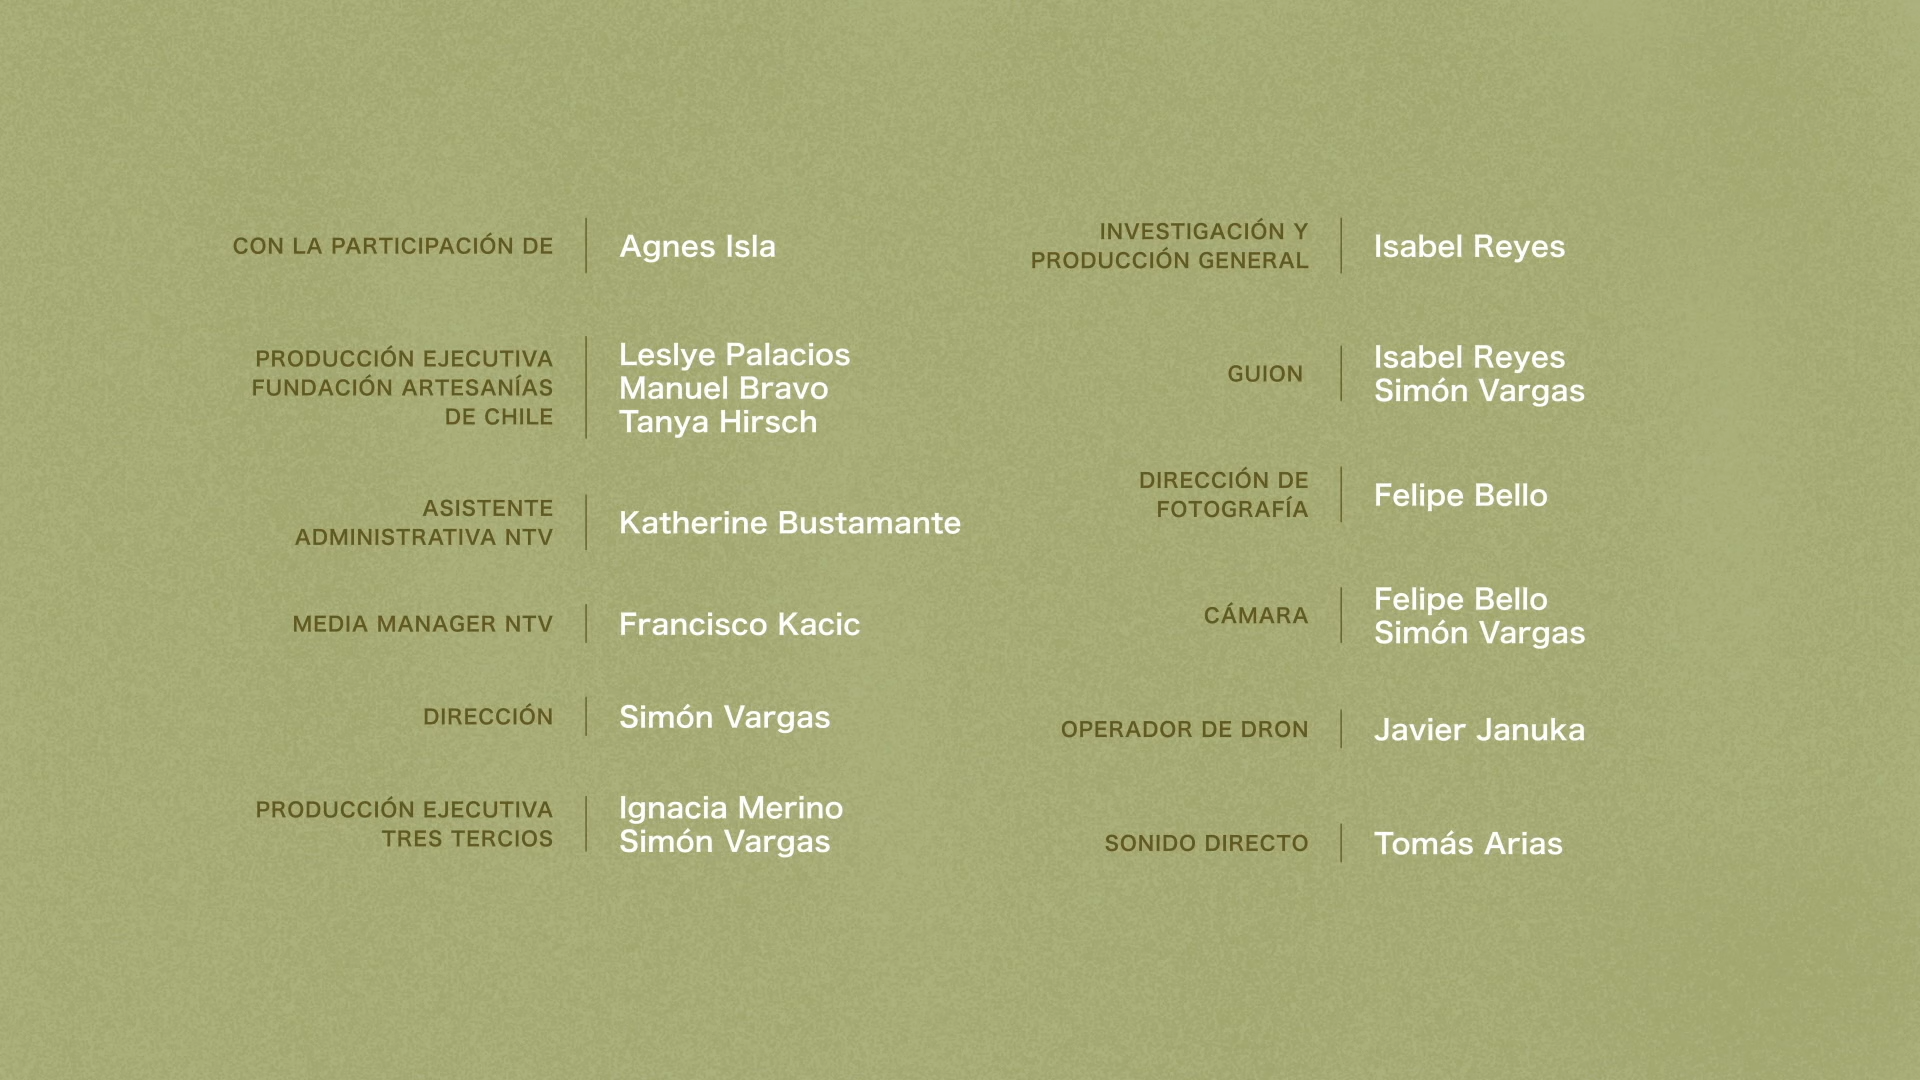 CON LA PARTICIPACIÓN DE
Agnes Isla
PRODUCCIÓN EJECUTIVA
FUNDACIÓN ARTESANÍAS
DE CHILE
Leslye Palacios
Manuel Bravo
Tanya Hirsch
ASISTENTE
ADMINISTRATIVA NTV
Katherine Bustamante
MEDIA MANAGER NTV
Francisco Kacic
DIRECCIÓN
Simón Vargas
PRODUCCIÓN EJECUTIVA
TRES TERCIOS
Ignacia Merino
Simón Vargas
INVESTIGACIÓN Y
PRODUCCIÓN GENERAL
Isabel Reyes
GUION
Isabel Reyes
Simón Vargas
DIRECCIÓN DE
FOTOGRAFÍA
Felipe Bello
CÁMARA
Felipe Bello
Simón Vargas
OPERADOR DE DRON
Javier Januka
SONIDO DIRECTO
Tomás Arias